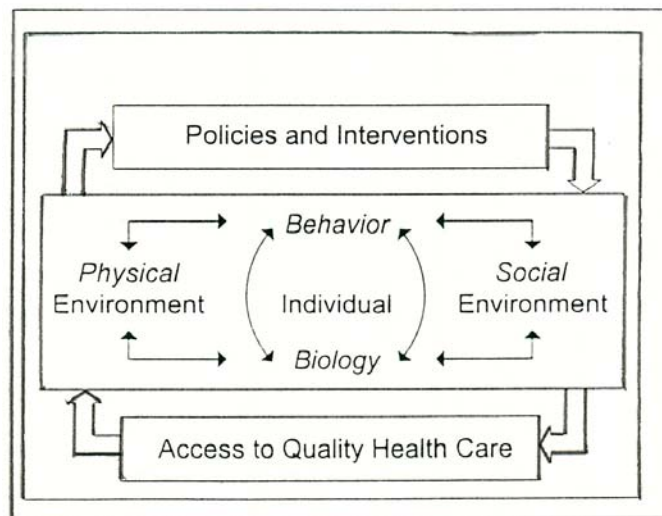 Policies and Interventions
Behavior
Physical
Environment
Individual
Social
Environment
Biology
Access to Quality Health Care